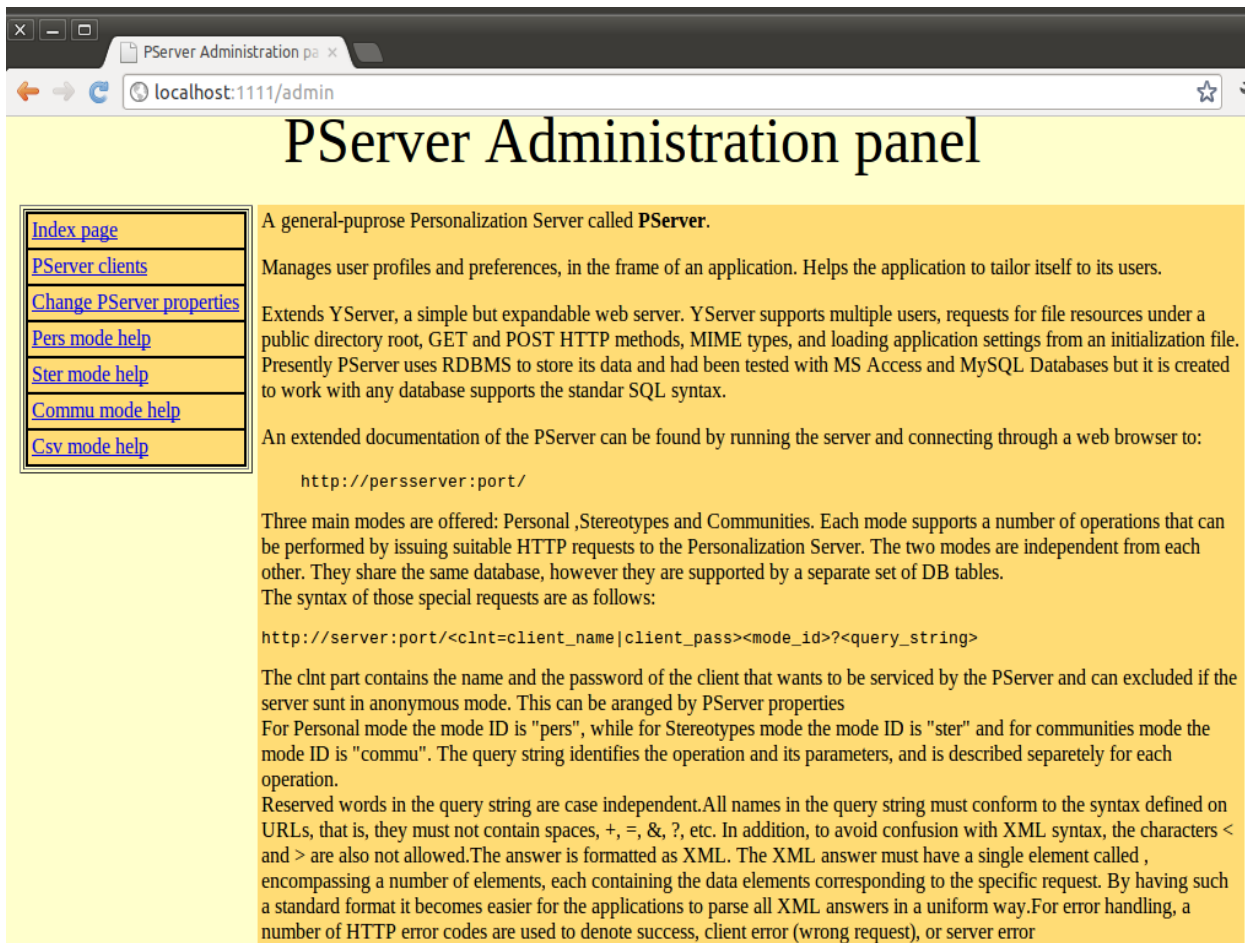 PServer Administration pa
localhost:1111/admin
PServer Administration panel
Index page
PServer clients
Change PServer properties
Pers mode help
Ster mode help
Commu mode help
Csv mode help
A general-puprose Personalization Server called PServer.
Manages user profiles and preferences, in the frame of an application. Helps the application to tailor itself to its users.
Extends YServer, a simple but expandable web server. YServer supports multiple users, requests for file resources under a
public directory root, GET and POST HTTP methods, MIME types, and loading application settings from an initialization file.
Presently PServer uses RDBMS to store its data and had been tested with MS Access and MySQL Databases but it is created
to work with any database supports the standar SQL syntax.
An extended documentation of the PServer can be found by running the server and connecting through a web browser to:
http://persserver:port/
Three main modes are offered: Personal ,Stereotypes and Communities. Each mode supports a number of operations that can
be performed by issuing suitable HTTP requests to the Personalization Server. The two modes are independent from each
other. They share the same database, however they are supported by a separate set of DB tables.
The syntax of those special requests are as follows:
http://server:port/<clnt=client_name|client_pass><mode_id>?<query_string>
The clnt part contains the name and the password of the client that wants to be serviced by the PServer and can excluded if the
server sunt in anonymous mode. This can be aranged by PServer properties
For Personal mode the mode ID is "pers", while for Stereotypes mode the mode ID is "ster" and for communities mode the
mode ID is "commu". The query string identifies the operation and its parameters, and is described separetely for each
operation.
Reserved words in the query string are case independent.All names in the query string must conform to the syntax defined on
URLs, that is, they must not contain spaces, +, =, &, ?, etc. In addition, to avoid confusion with XML syntax, the characters <
and > are also not allowed.The answer is formatted as XML. The XML answer must have a single element called ,
encompassing a number of elements, each containing the data elements corresponding to the specific request. By having such
a standard format it becomes easier for the applications to parse all XML answers in a uniform way.For error handling, a
number of HTTP error codes are used to denote success, client error (wrong request), or server error